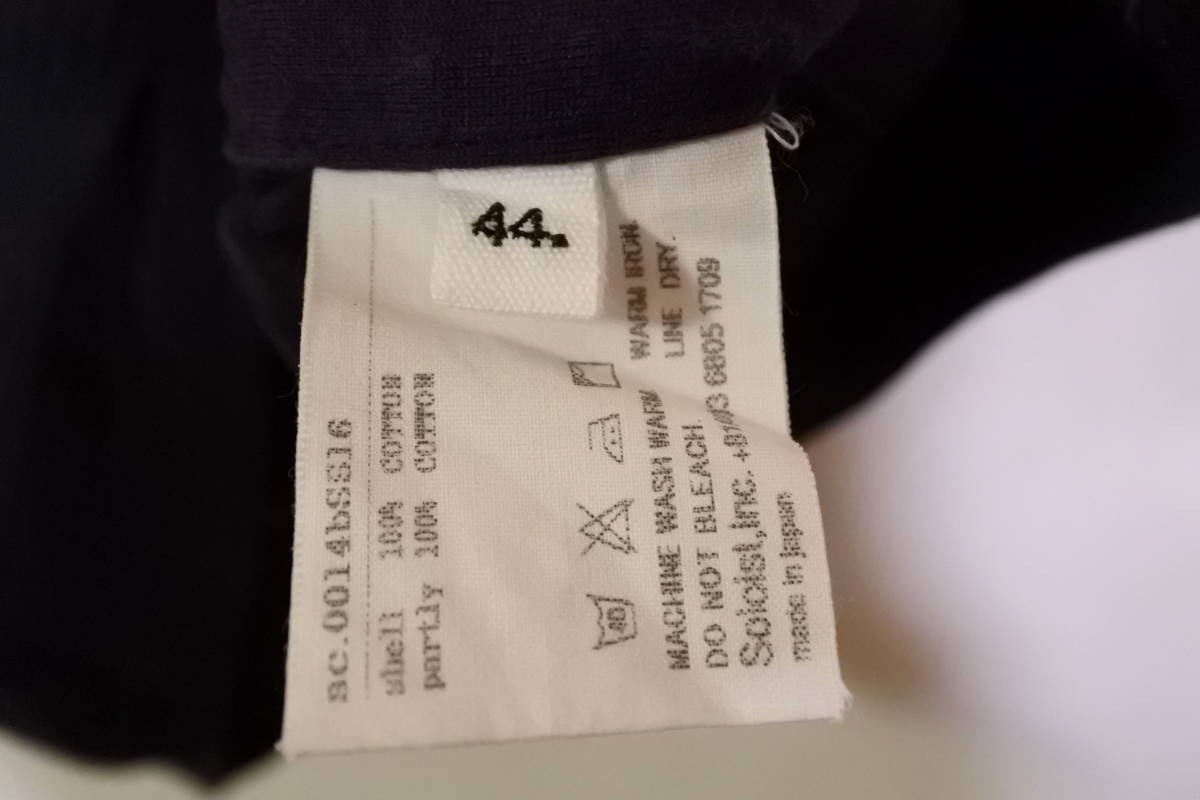 44.
sc.0014bSS16
shell 100% COTTON
partly 100% COTTON
40
MACHINE WASH WARM WARM IRON
DO NOT BLEACH. LINE DRY.
Soloist,Inc. +81/0/3 6805 1709
made in japan